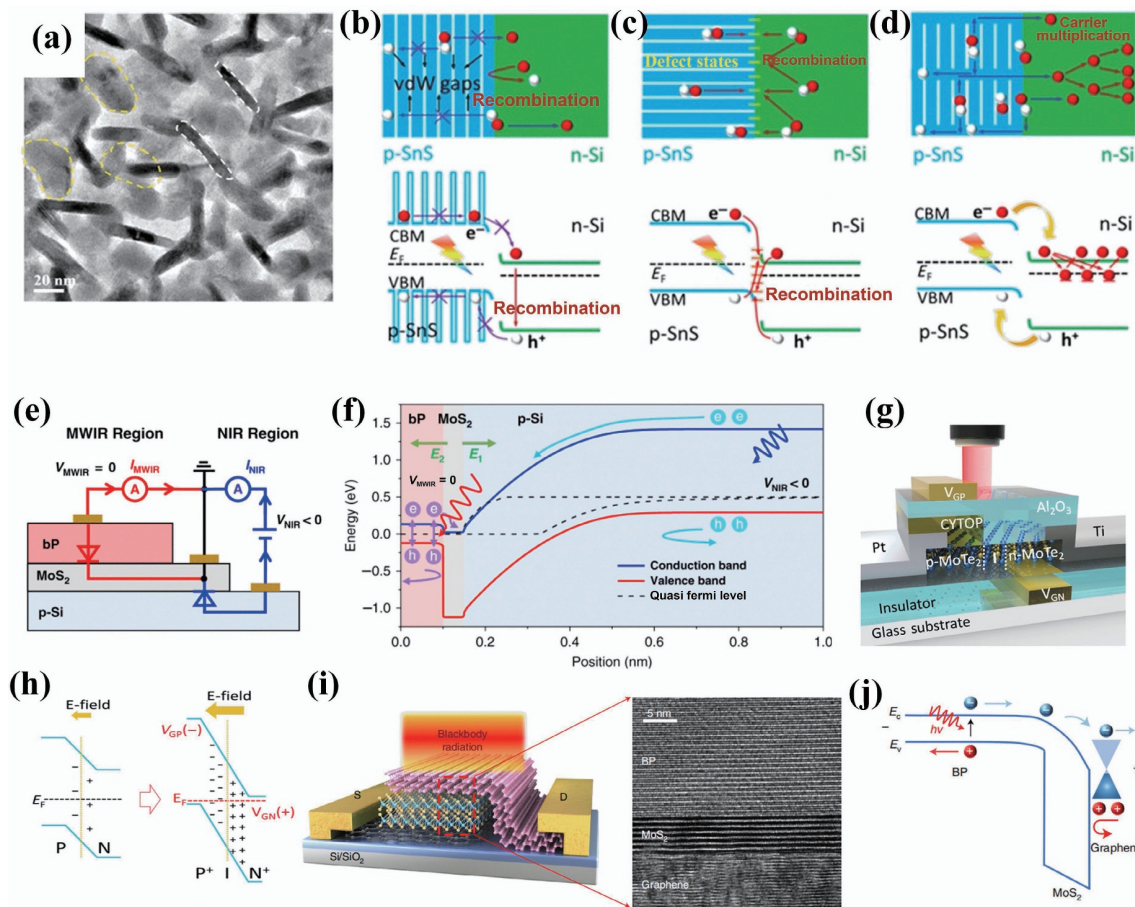 (a)
20 nm
(b)
vdW gaps
Recombination
p-SnS
n-Si
CBM
e⁻
n-Si
E_F
VBM
Recombination
p-SnS
h⁺
(c)
Defect states
Recombination
p-SnS
n-Si
CBM
e⁻
n-Si
E_F
VBM
Recombination
p-SnS
h⁺
(d)
Carrier
multiplication
p-SnS
n-Si
CBM
e⁻
n-Si
E_F
VBM
p-SnS
h⁺
(e)
MWIR Region
NIR Region
V_MWIR = 0
I_MWIR
I_NIR
A
A
V_NIR < 0
bP
MoS₂
p-Si
(f)
bP
MoS₂
p-Si
E₂
E₁
V_MWIR = 0
V_NIR < 0
e e
e e
h h
h h
Conduction band
Valence band
Quasi fermi level
Energy (eV)
1.5
1.0
0.5
0.0
−0.5
−1.0
0.0
0.2
0.4
0.6
0.8
1.0
Position (nm)
(g)
V_GP
Al₂O₃
CYTOP
Ti
Pt
p-MoTe₂
I
n-MoTe₂
V_GN
Insulator
Glass substrate
(h)
E-field
E-field
V_GP(−)
E_F
E_F
V_GN(+)
P
N
P⁺
I
N⁺
(i)
Blackbody
radiation
S
D
Si/SiO₂
5 nm
BP
MoS₂
Graphene
(j)
E_c
hν
E_v
BP
Graphene
MoS₂